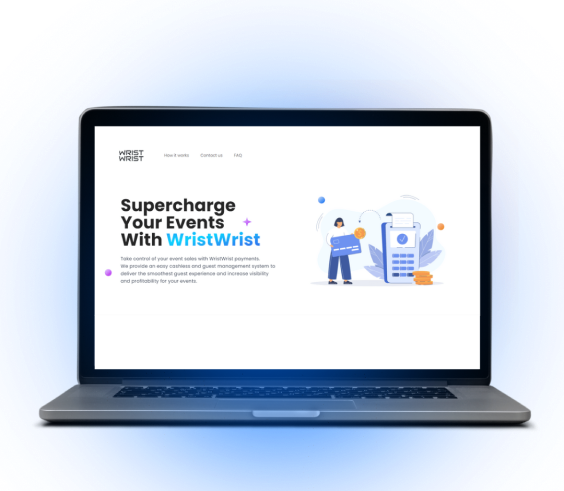 WRIST
WRIST
How it works Contact us FAQ
Supercharge
Your Events
With WristWrist
Take control of your event sales with WristWrist payments.
We provide an easy cashless and guest management system to
deliver the smoothest guest experience and increase visibility
and profitability for your events.